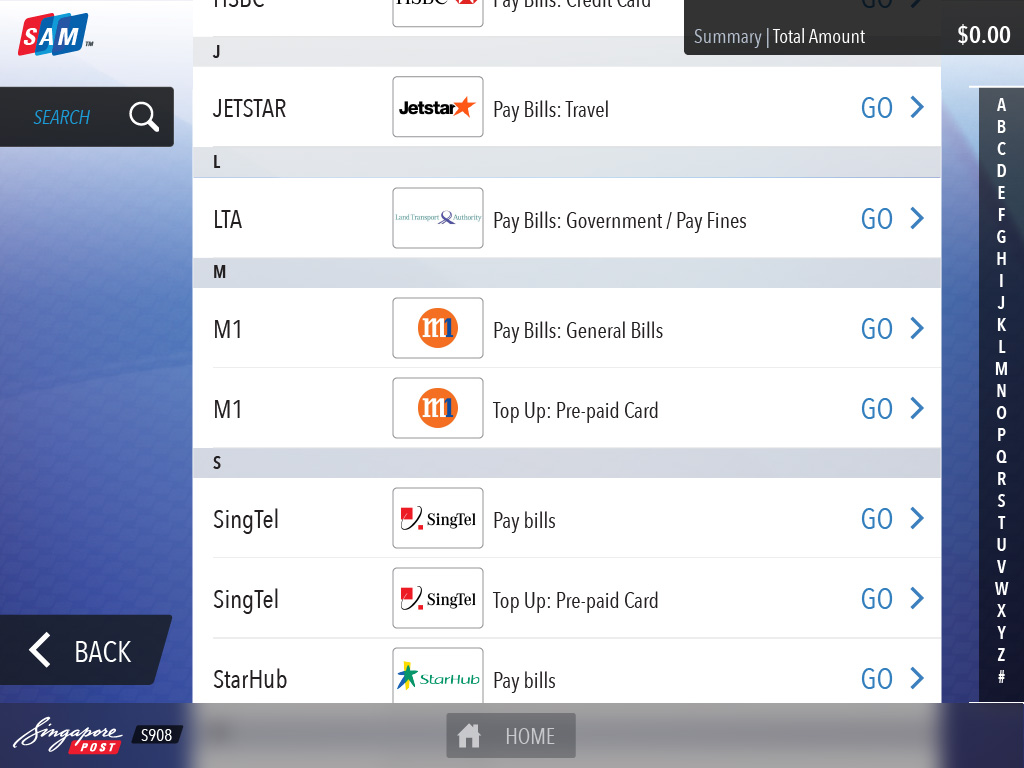 SAM™
HSBC HSBC Pay Bills: Credit Card GO
Summary | Total Amount $0.00
SEARCH
J
JETSTAR Jetstar Pay Bills: Travel GO
L
LTA Land Transport Authority Pay Bills: Government / Pay Fines GO
M
M1 m1 Pay Bills: General Bills GO
M1 m1 Top Up: Pre-paid Card GO
S
SingTel SingTel Pay bills GO
SingTel SingTel Top Up: Pre-paid Card GO
StarHub StarHub Pay bills GO
A
B
C
D
E
F
G
H
I
J
K
L
M
N
O
P
Q
R
S
T
U
V
W
X
Y
Z
#
BACK
Singapore POST S908
HOME